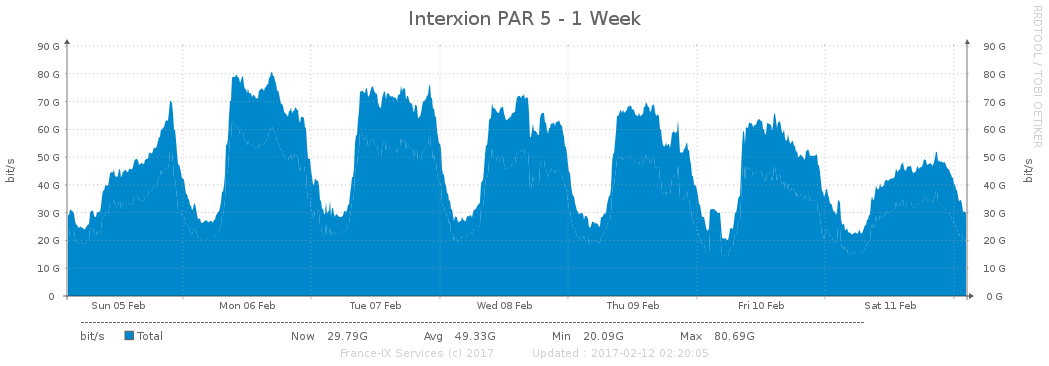 Interxion PAR 5 - 1 Week
RRDTOOL / TOBI OETIKER
bit/s
90 G 90 G
80 G 80 G
70 G 70 G
60 G 60 G
50 G 50 G
40 G 40 G
30 G 30 G
20 G 20 G
10 G 10 G
0 0 G
bit/s
Sun 05 Feb Mon 06 Feb Tue 07 Feb Wed 08 Feb Thu 09 Feb Fri 10 Feb Sat 11 Feb
bit/s Total Now 29.79G Avg 49.33G Min 20.09G Max 80.69G
France-IX Services (c) 2017 Updated : 2017-02-12 02:20:05